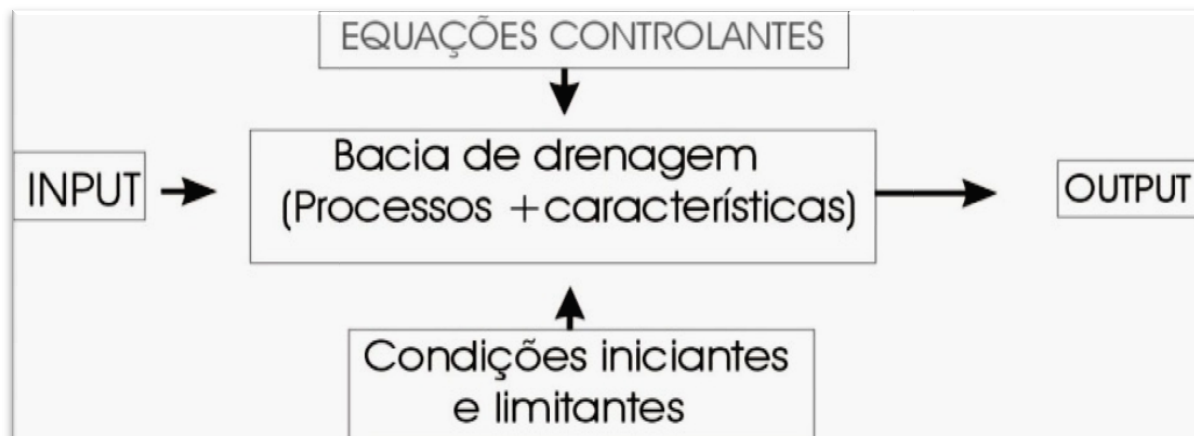 EQUAÇÕES CONTROLANTES
Bacia de drenagem
(Processos +características)
INPUT
OUTPUT
Condições iniciantes
e limitantes